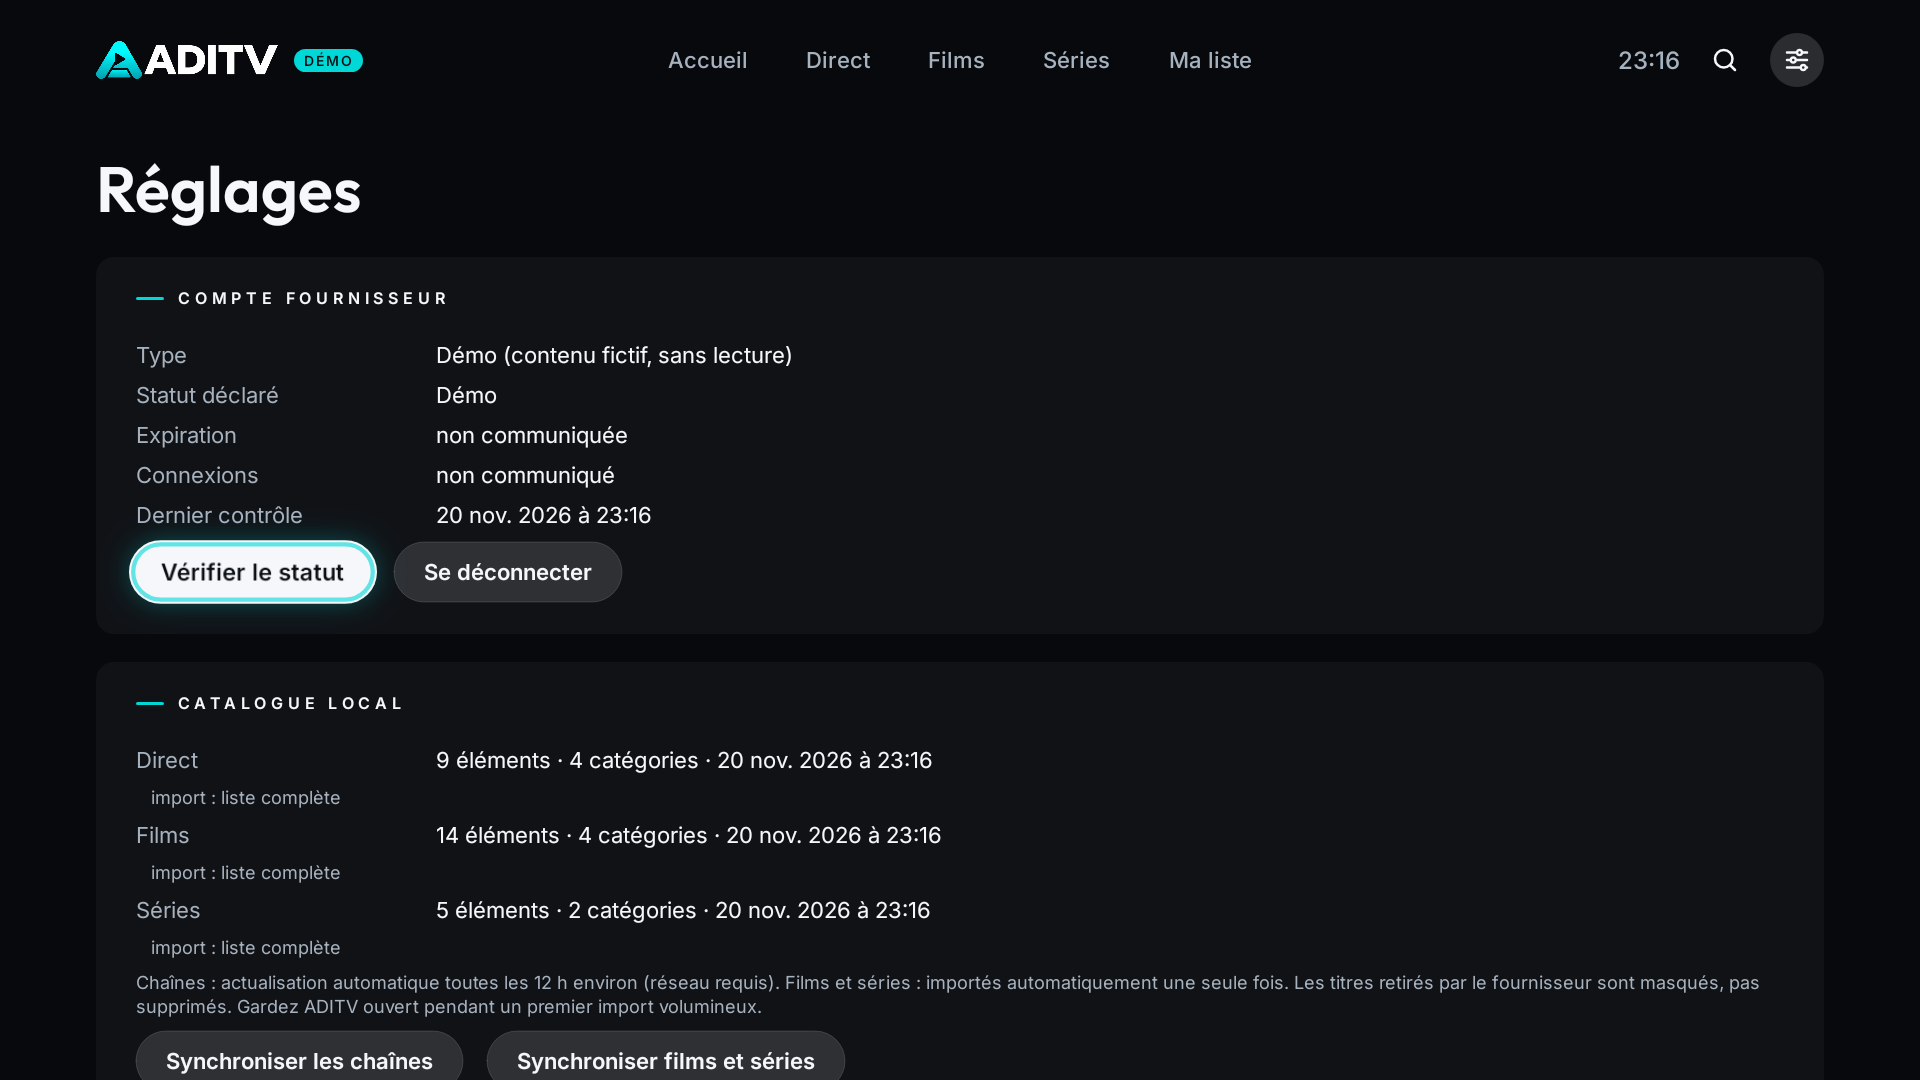 ADITV DÉMO Accueil Direct Films Séries Ma liste 23:16
Réglages
COMPTE FOURNISSEUR
Type Démo (contenu fictif, sans lecture)
Statut déclaré Démo
Expiration non communiquée
Connexions non communiqué
Dernier contrôle 20 nov. 2026 à 23:16
Vérifier le statut Se déconnecter
CATALOGUE LOCAL
Direct 9 éléments · 4 catégories · 20 nov. 2026 à 23:16
import : liste complète
Films 14 éléments · 4 catégories · 20 nov. 2026 à 23:16
import : liste complète
Séries 5 éléments · 2 catégories · 20 nov. 2026 à 23:16
import : liste complète
Chaînes : actualisation automatique toutes les 12 h environ (réseau requis). Films et séries : importés automatiquement une seule fois. Les titres retirés par le fournisseur sont masqués, pas
supprimés. Gardez ADITV ouvert pendant un premier import volumineux.
Synchroniser les chaînes Synchroniser films et séries